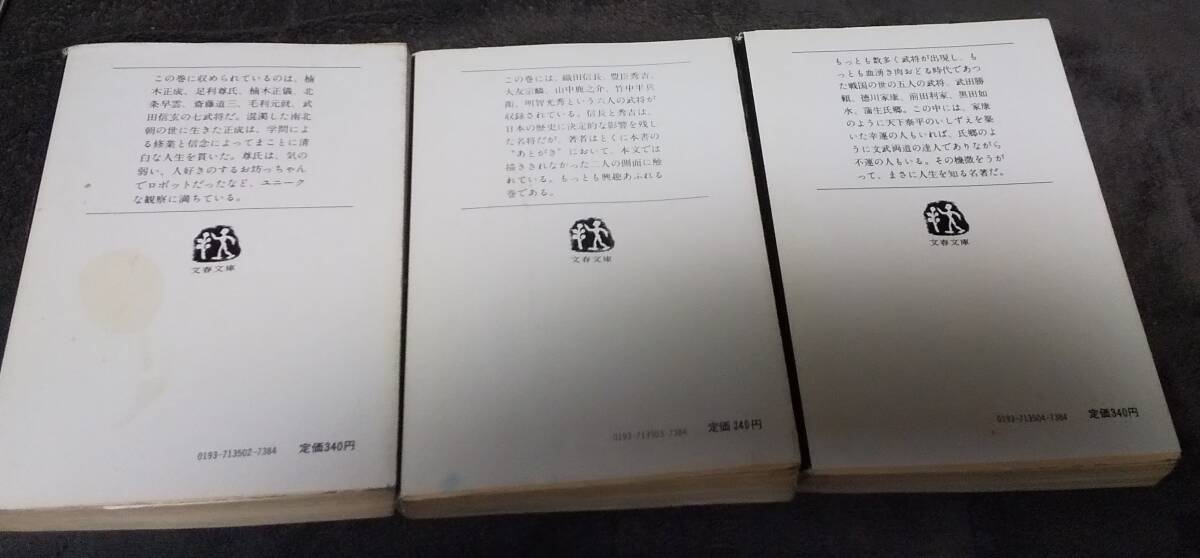 この巻に収められているのは、楠
木正成、足利尊氏、楠木正儀、北
条早雲、斎藤道三、毛利元就、武
田信玄の七武将だ。混濁した南北
朝の世に生きた正成は、学問によ
る修業と信念によってまことに清
白な人生を貫いた。尊氏は、気の
弱い、人好きのするお坊っちゃん
でロボットだったなど、ユニーク
な観察に満ちている。
文春文庫
0193-713502-7384
定価340円
この巻には、織田信長、豊臣秀吉、
大友宗麟、山中鹿之介、竹中半兵
衛、明智光秀という六人の武将が
収録されている。信長と秀吉は、
日本の歴史に決定的な影響を残し
た名将だが、著者はとくに本書の
“あとがき”において、本文では
描ききれなかった二人の側面に触
れている。もっとも興趣あふれる
巻である。
文春文庫
0193-713503-7384
定価340円
もっとも数多く武将が出現し、も
っとも血湧き肉おどる時代であっ
た戦国の世の五人の武将、武田勝
頼、徳川家康、前田利家、黒田如
水、蒲生氏郷。この中には、家康
のように天下泰平のいしずえを築
いた幸運の人もいれば、氏郷のよ
うに文武両道の達人でありながら
不運の人もいる。その機微をうが
って、まさに人生を知る名著だ。
文春文庫
0193-713504-7384
定価340円